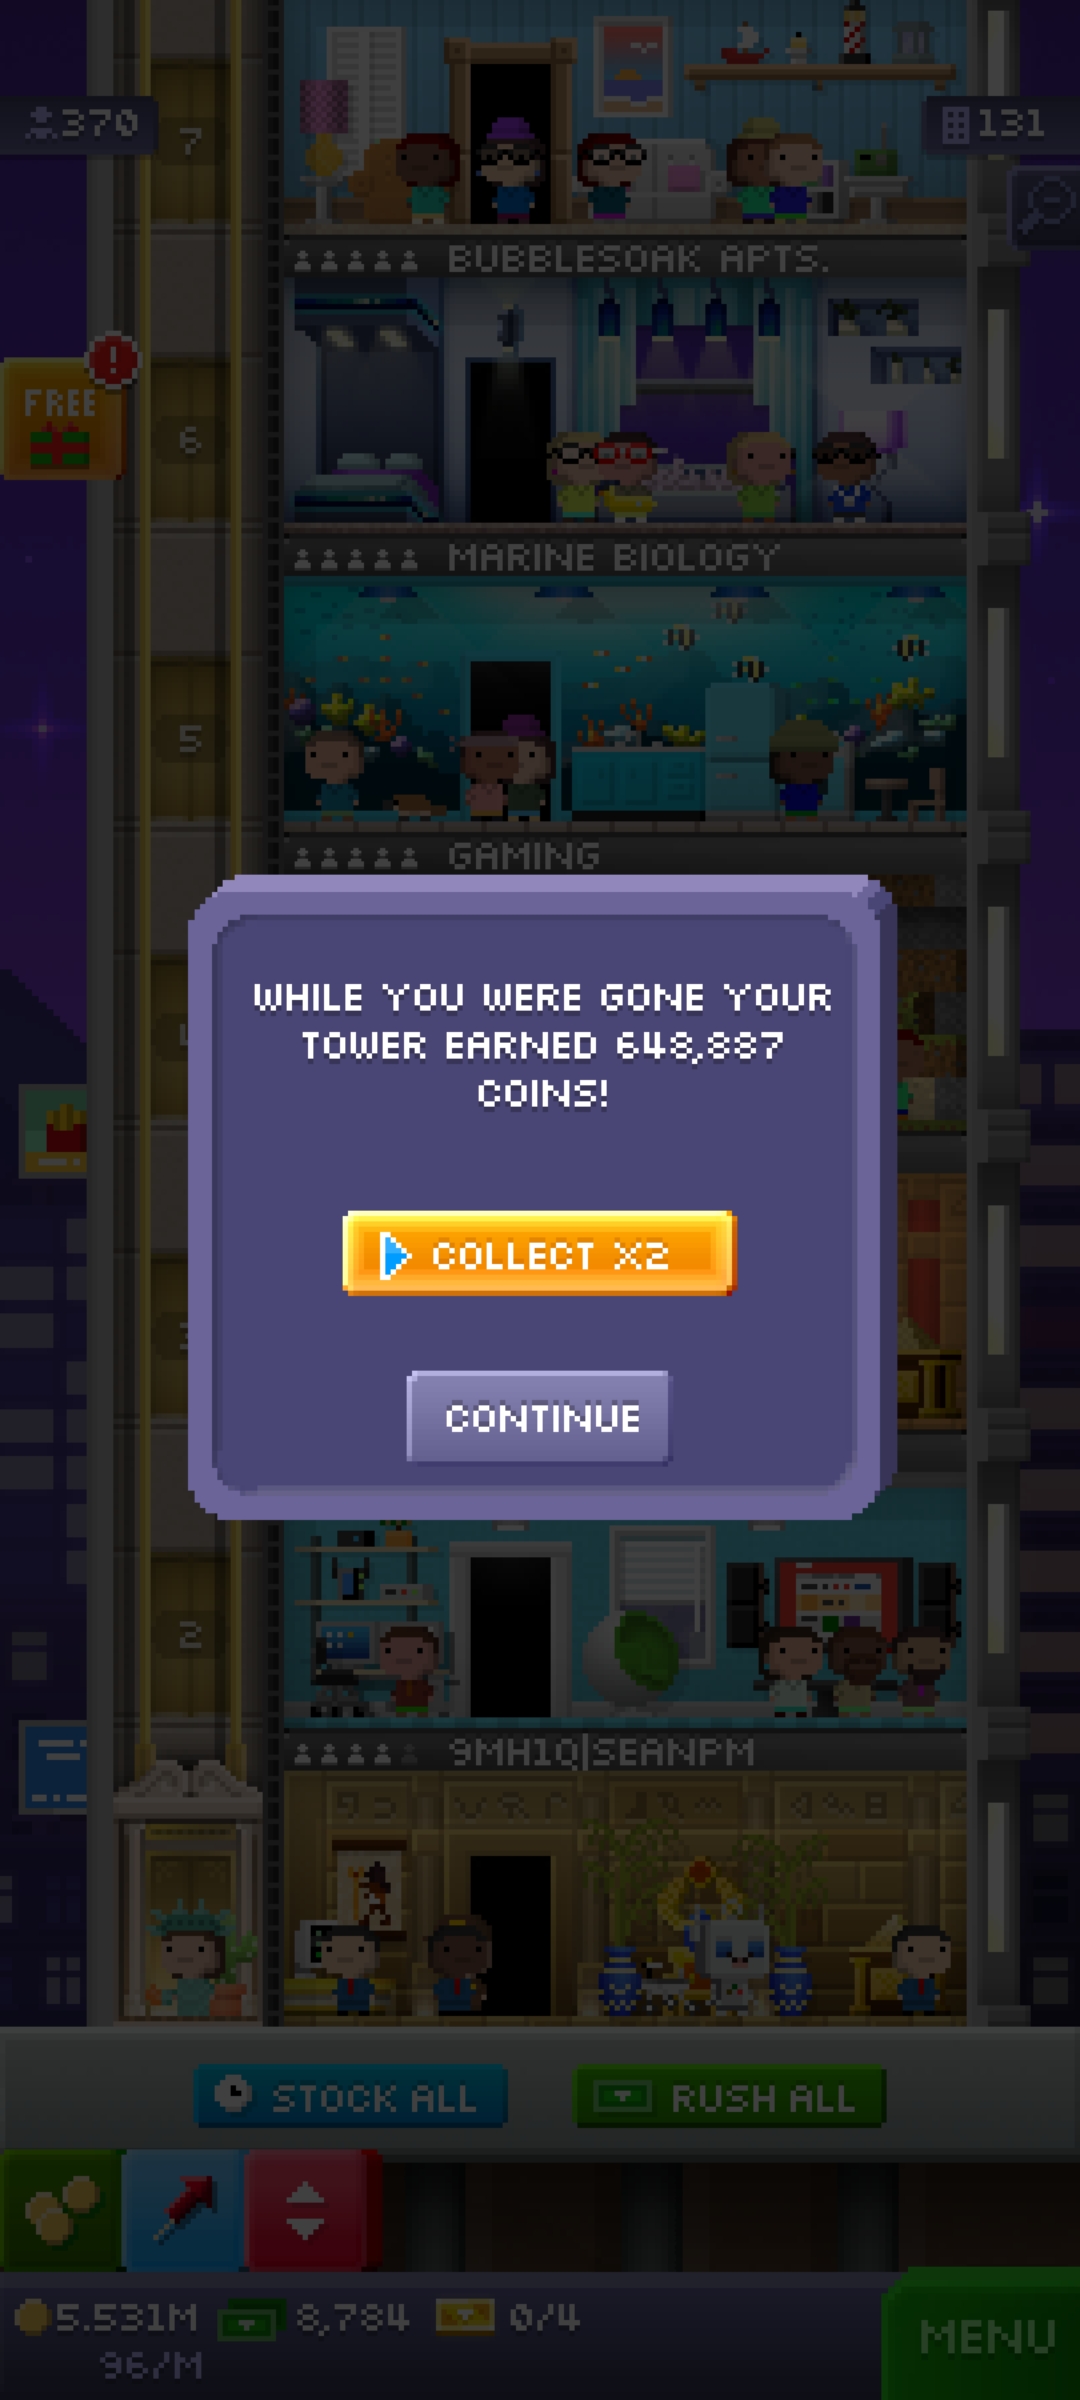 370
7
131
BUBBLESOAK APTS.
FREE
!
6
MARINE BIOLOGY
5
GAMING
WHILE YOU WERE GONE YOUR
TOWER EARNED 648,887
COINS!
COLLECT X2
CONTINUE
2
9MH1Q|SEANPM
STOCK ALL
RUSH ALL
5.531M
8,784
0/4
96/M
MENU